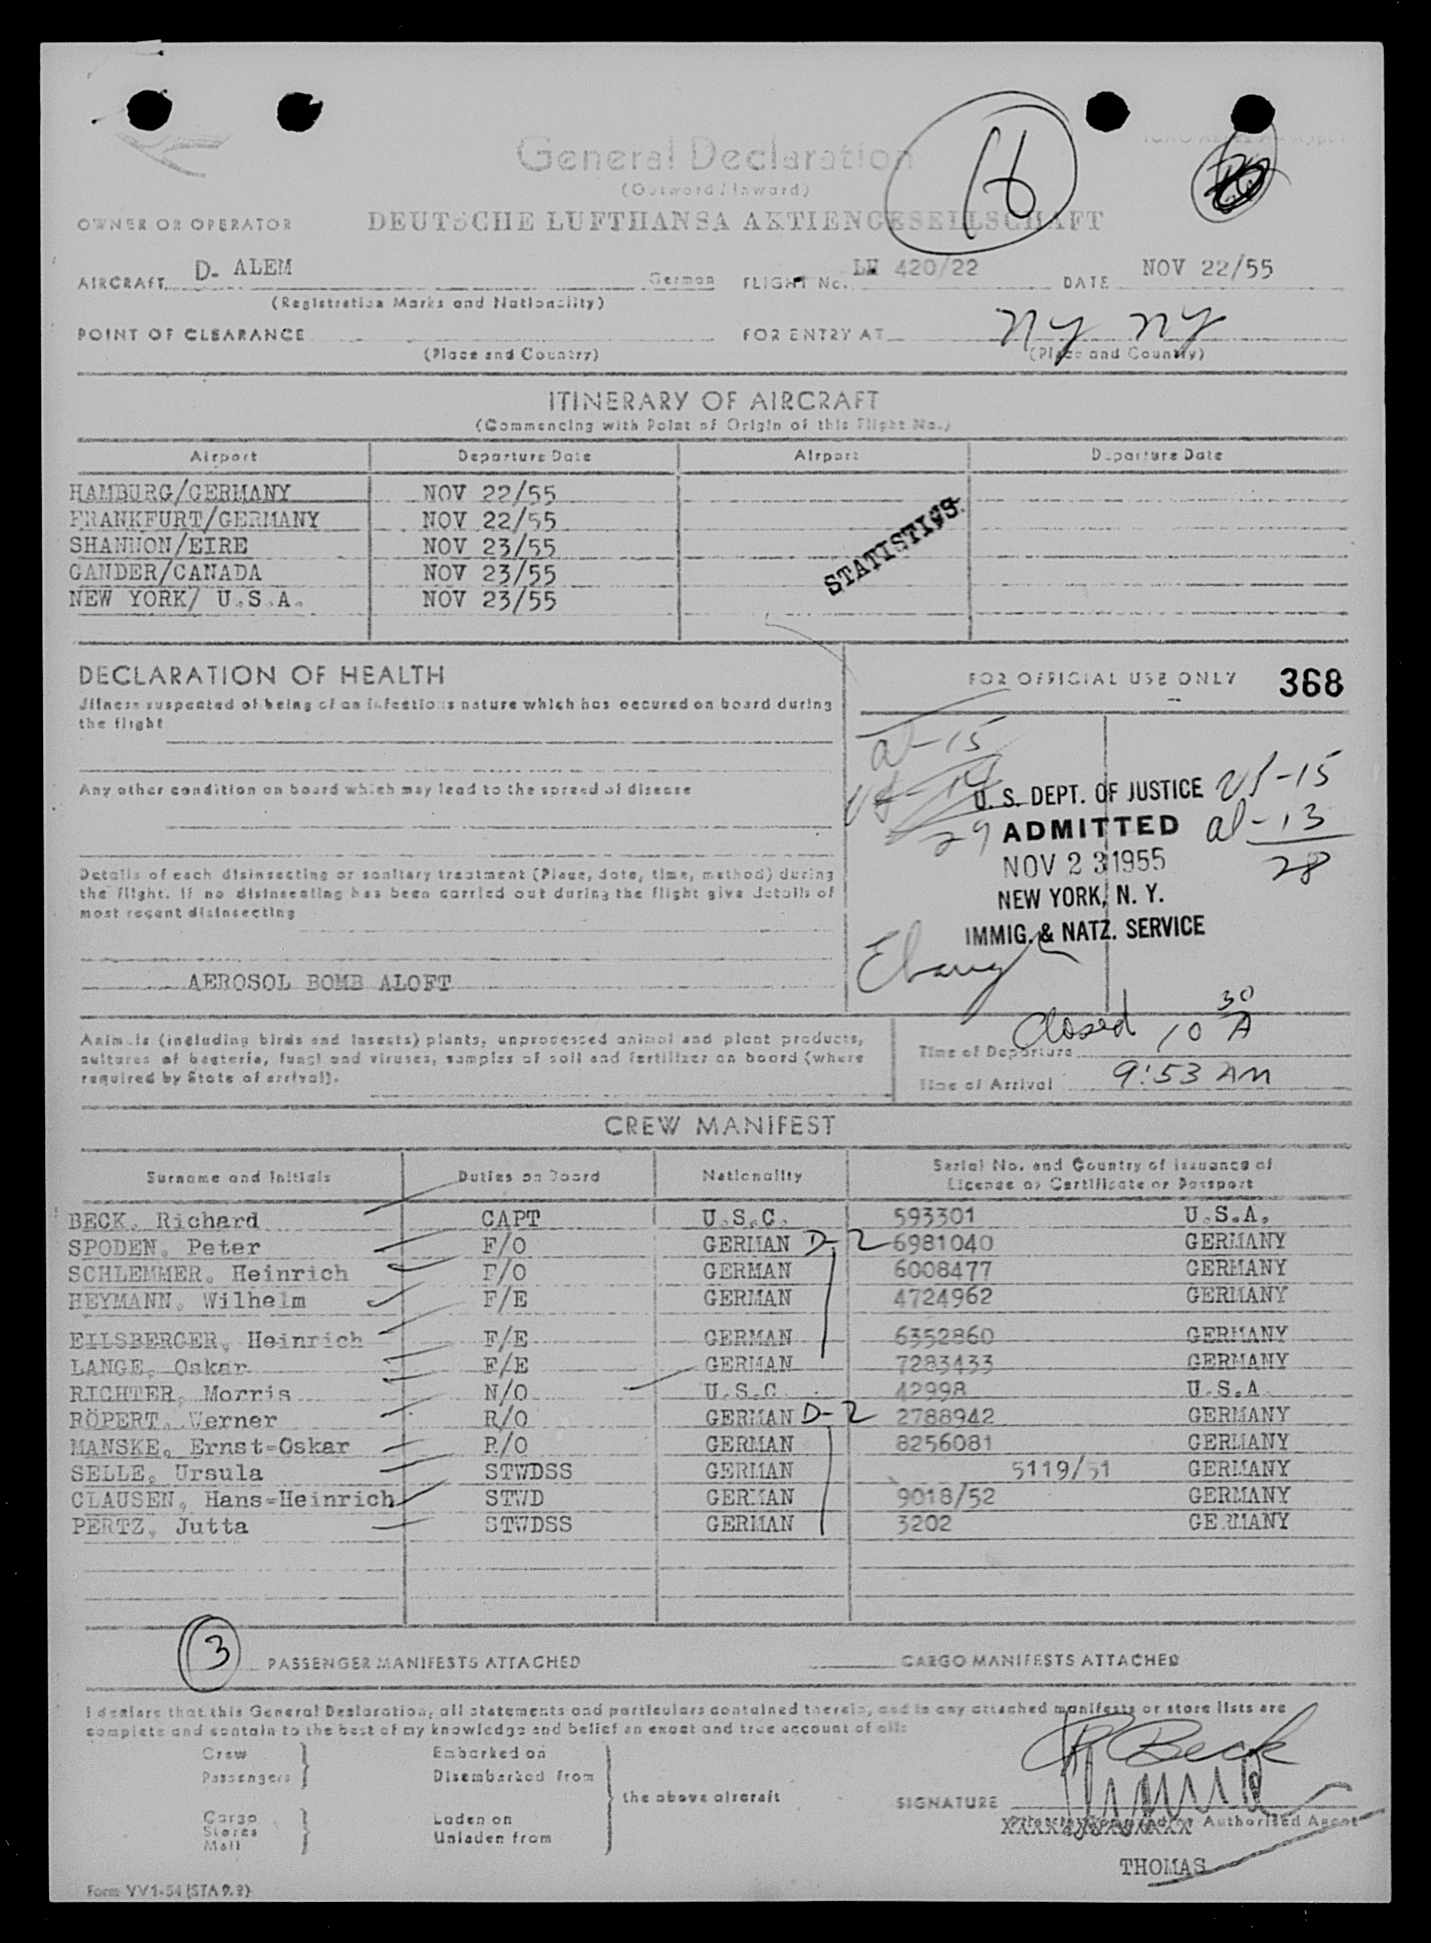 16
General Declaration
(Outward/Inward)
OWNER OR OPERATOR DEUTSCHE LUFTHANSA AKTIENGESELLSCHAFT
AIRCRAFT D- ALEM German FLIGHT No. LH 420/22 DATE NOV 22/55
(Registration Marks and Nationality)
POINT OF CLEARANCE FOR ENTRY AT NY NY
(Place and Country) (Place and Country)
ITINERARY OF AIRCRAFT
(Commencing with Point of Origin of this Flight No.)
Airport Departure Date Airport Departure Date
HAMBURG/GERMANY NOV 22/55
FRANKFURT/GERMANY NOV 22/55
SHANNON/EIRE NOV 23/55
GANDER/CANADA NOV 23/55
NEW YORK/ U.S.A. NOV 23/55
STATISTICS
DECLARATION OF HEALTH
Illness suspected of being of an infectious nature which has occured on board during
the flight
Any other condition on board which may lead to the spread of disease
Details of each disinsecting or sanitary treatment (Place, date, time, method) during
the flight. If no disinsecting has been carried out during the flight give details of
most recent disinsecting
AEROSOL BOMB ALOFT
FOR OFFICIAL USE ONLY 368
al-15
us-14
29
U. S. DEPT. OF JUSTICE
ADMITTED
NOV 23 1955
NEW YORK, N. Y.
IMMIG. & NATZ. SERVICE
us-15
al-13
28
Animals (including birds and insects) plants, unprocessed animal and plant products,
cultures of bacteria, fungi and viruses, samples of soil and fertilizer on board (where
required by State of arrival).
Closed 10 30 A
Time of Departure
Time of Arrival 9:53 AM
CREW MANIFEST
Surname and Initials Duties on Board Nationality Serial No. and Country of issuance of
License or Certificate or Passport
BECK, Richard CAPT U.S.C. 593301 U.S.A.
SPODEN, Peter F/O GERMAN D-2 6981040 GERMANY
SCHLEMMER, Heinrich F/O GERMAN 6008477 GERMANY
HEYMANN, Wilhelm F/E GERMAN 4724962 GERMANY
EILSBERGER, Heinrich F/E GERMAN 6352860 GERMANY
LANGE, Oskar F/E GERMAN 7283433 GERMANY
RICHTER, Morris N/O U.S.C. 42998 U.S.A
RÖPERT, Werner R/O GERMAN D-2 2788942 GERMANY
MANSKE, Ernst-Oskar R/O GERMAN 8256081 GERMANY
SELLE, Ursula STWDSS GERMAN 5119/51 GERMANY
CLAUSEN, Hans-Heinrich STWD GERMAN 9018/52 GERMANY
PERTZ, Jutta STWDSS GERMAN 3202 GERMANY
3 PASSENGER MANIFESTS ATTACHED CARGO MANIFESTS ATTACHED
I declare that this General Declaration, all statements and particulars contained therein, and in any attached manifests or store lists are
complete and contain to the best of my knowledge and belief an exact and true account of all:
Crew Embarked on
Passengers Disembarked from
the above aircraft
Cargo Laden on
Stores
Mail Unladen from
R Beck
SIGNATURE
Authorised Agent
THOMAS
Form VV1-54 (STA 9.2)